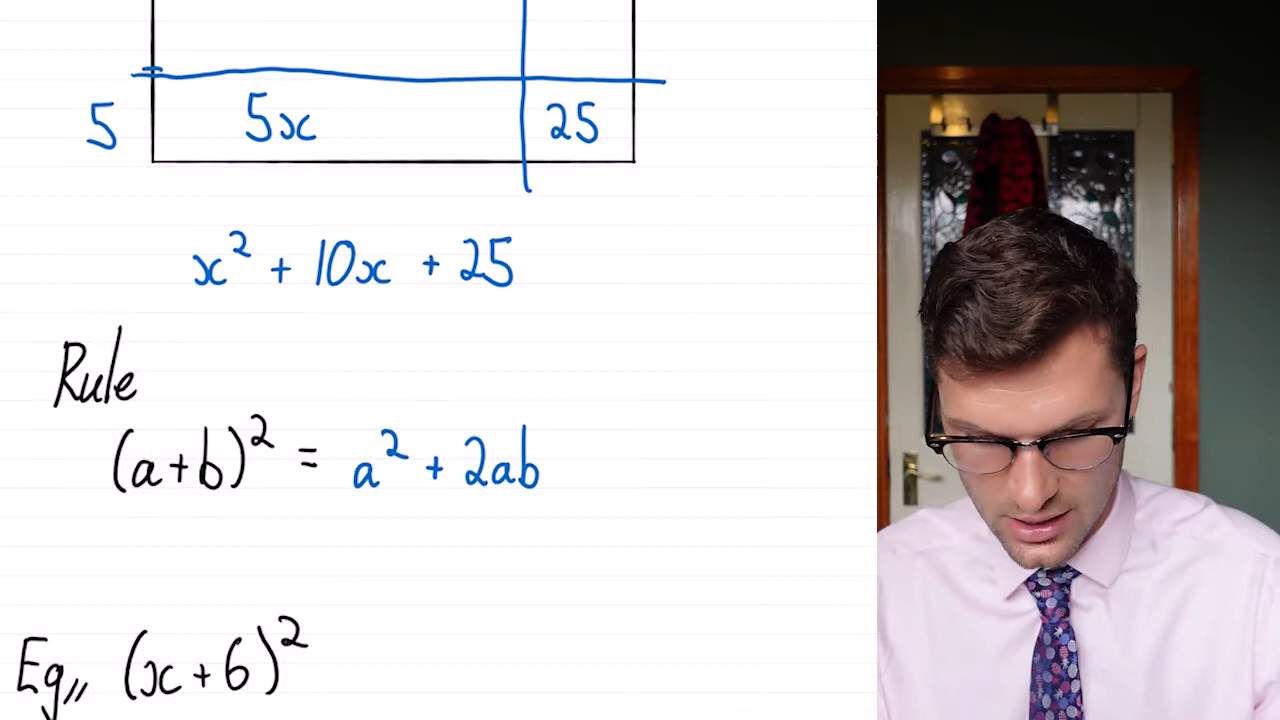 5 5x 25
x² + 10x + 25
Rule
(a+b)² = a² + 2ab
Eg,, (x+6)²